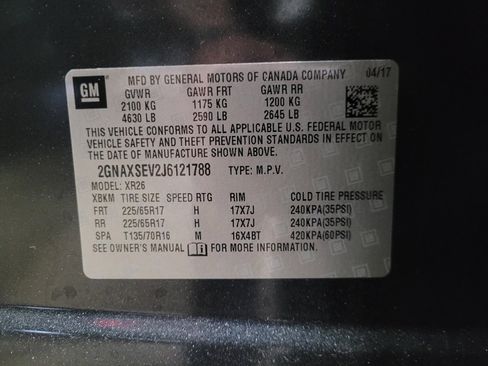 GM
MFD BY GENERAL MOTORS OF CANADA COMPANY 04/17
GVWR GAWR FRT GAWR RR
2100 KG 1175 KG 1200 KG
4630 LB 2590 LB 2645 LB
THIS VEHICLE CONFORMS TO ALL APPLICABLE U.S. FEDERAL MOTOR
VEHICLE SAFETY AND THEFT PREVENTION STANDARDS IN EFFECT ON
THE DATE OF MANUFACTURE SHOWN ABOVE.
2GNAXSEV2J6121788 TYPE: M.P.V.
MODEL: XR26
XBKM TIRE SIZE SPEED RTG RIM COLD TIRE PRESSURE
FRT 225/65R17 H 17X7J 240KPA(35PSI)
RR 225/65R17 H 17X7J 240KPA(35PSI)
SPA T135/70R16 M 16X4BT 420KPA(60PSI)
SEE OWNER'S MANUAL FOR MORE INFORMATION